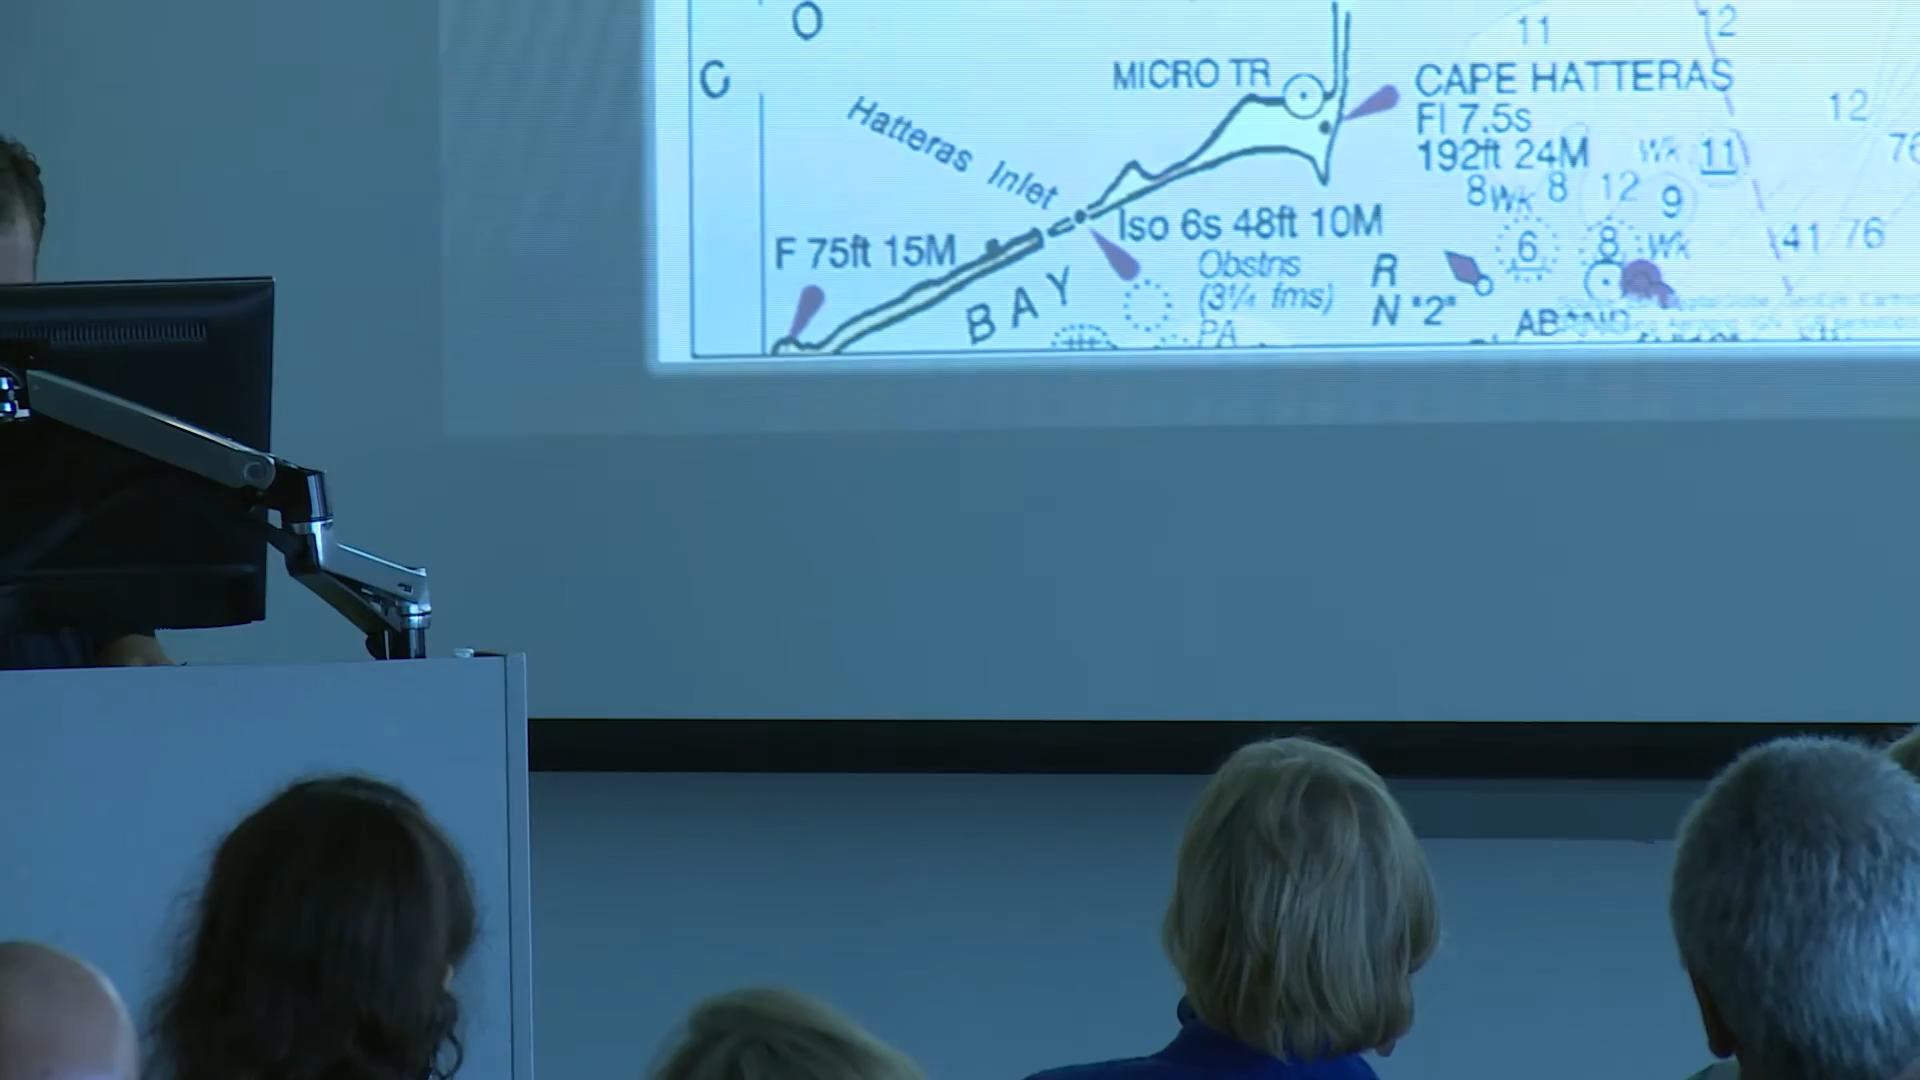 O
C
11
12
MICRO TR
CAPE HATTERAS
Fl 7.5s
192ft 24M
Wk 11
12
76
Hatteras Inlet
8 Wk 8 12 9
F 75ft 15M
Iso 6s 48ft 10M
6 8 Wk
41 76
BAY
Obstns
(3¼ fms)
PA
R
N "2"